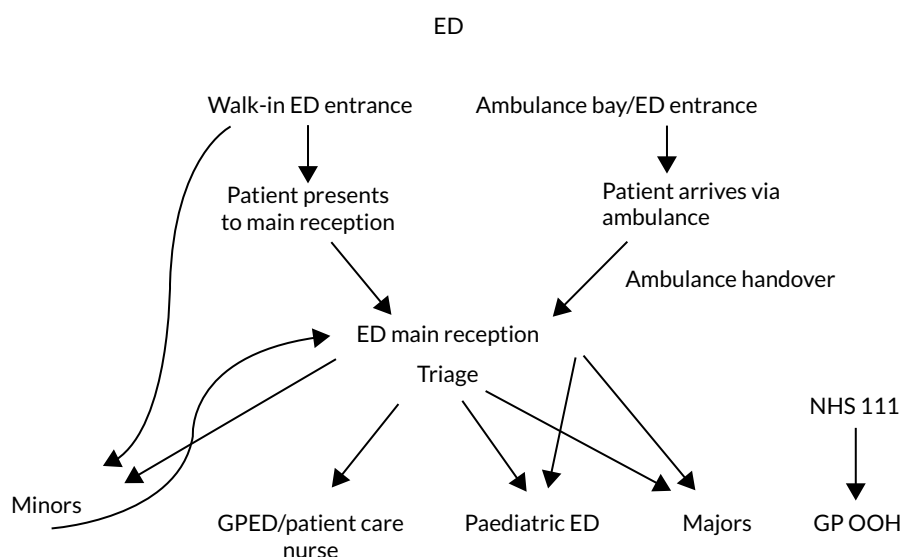 ED
Walk-in ED entrance
Ambulance bay/ED entrance
Patient presents
to main reception
Patient arrives via
ambulance
Ambulance handover
ED main reception
Triage
NHS 111
Minors
GPED/patient care
nurse
Paediatric ED
Majors
GP OOH